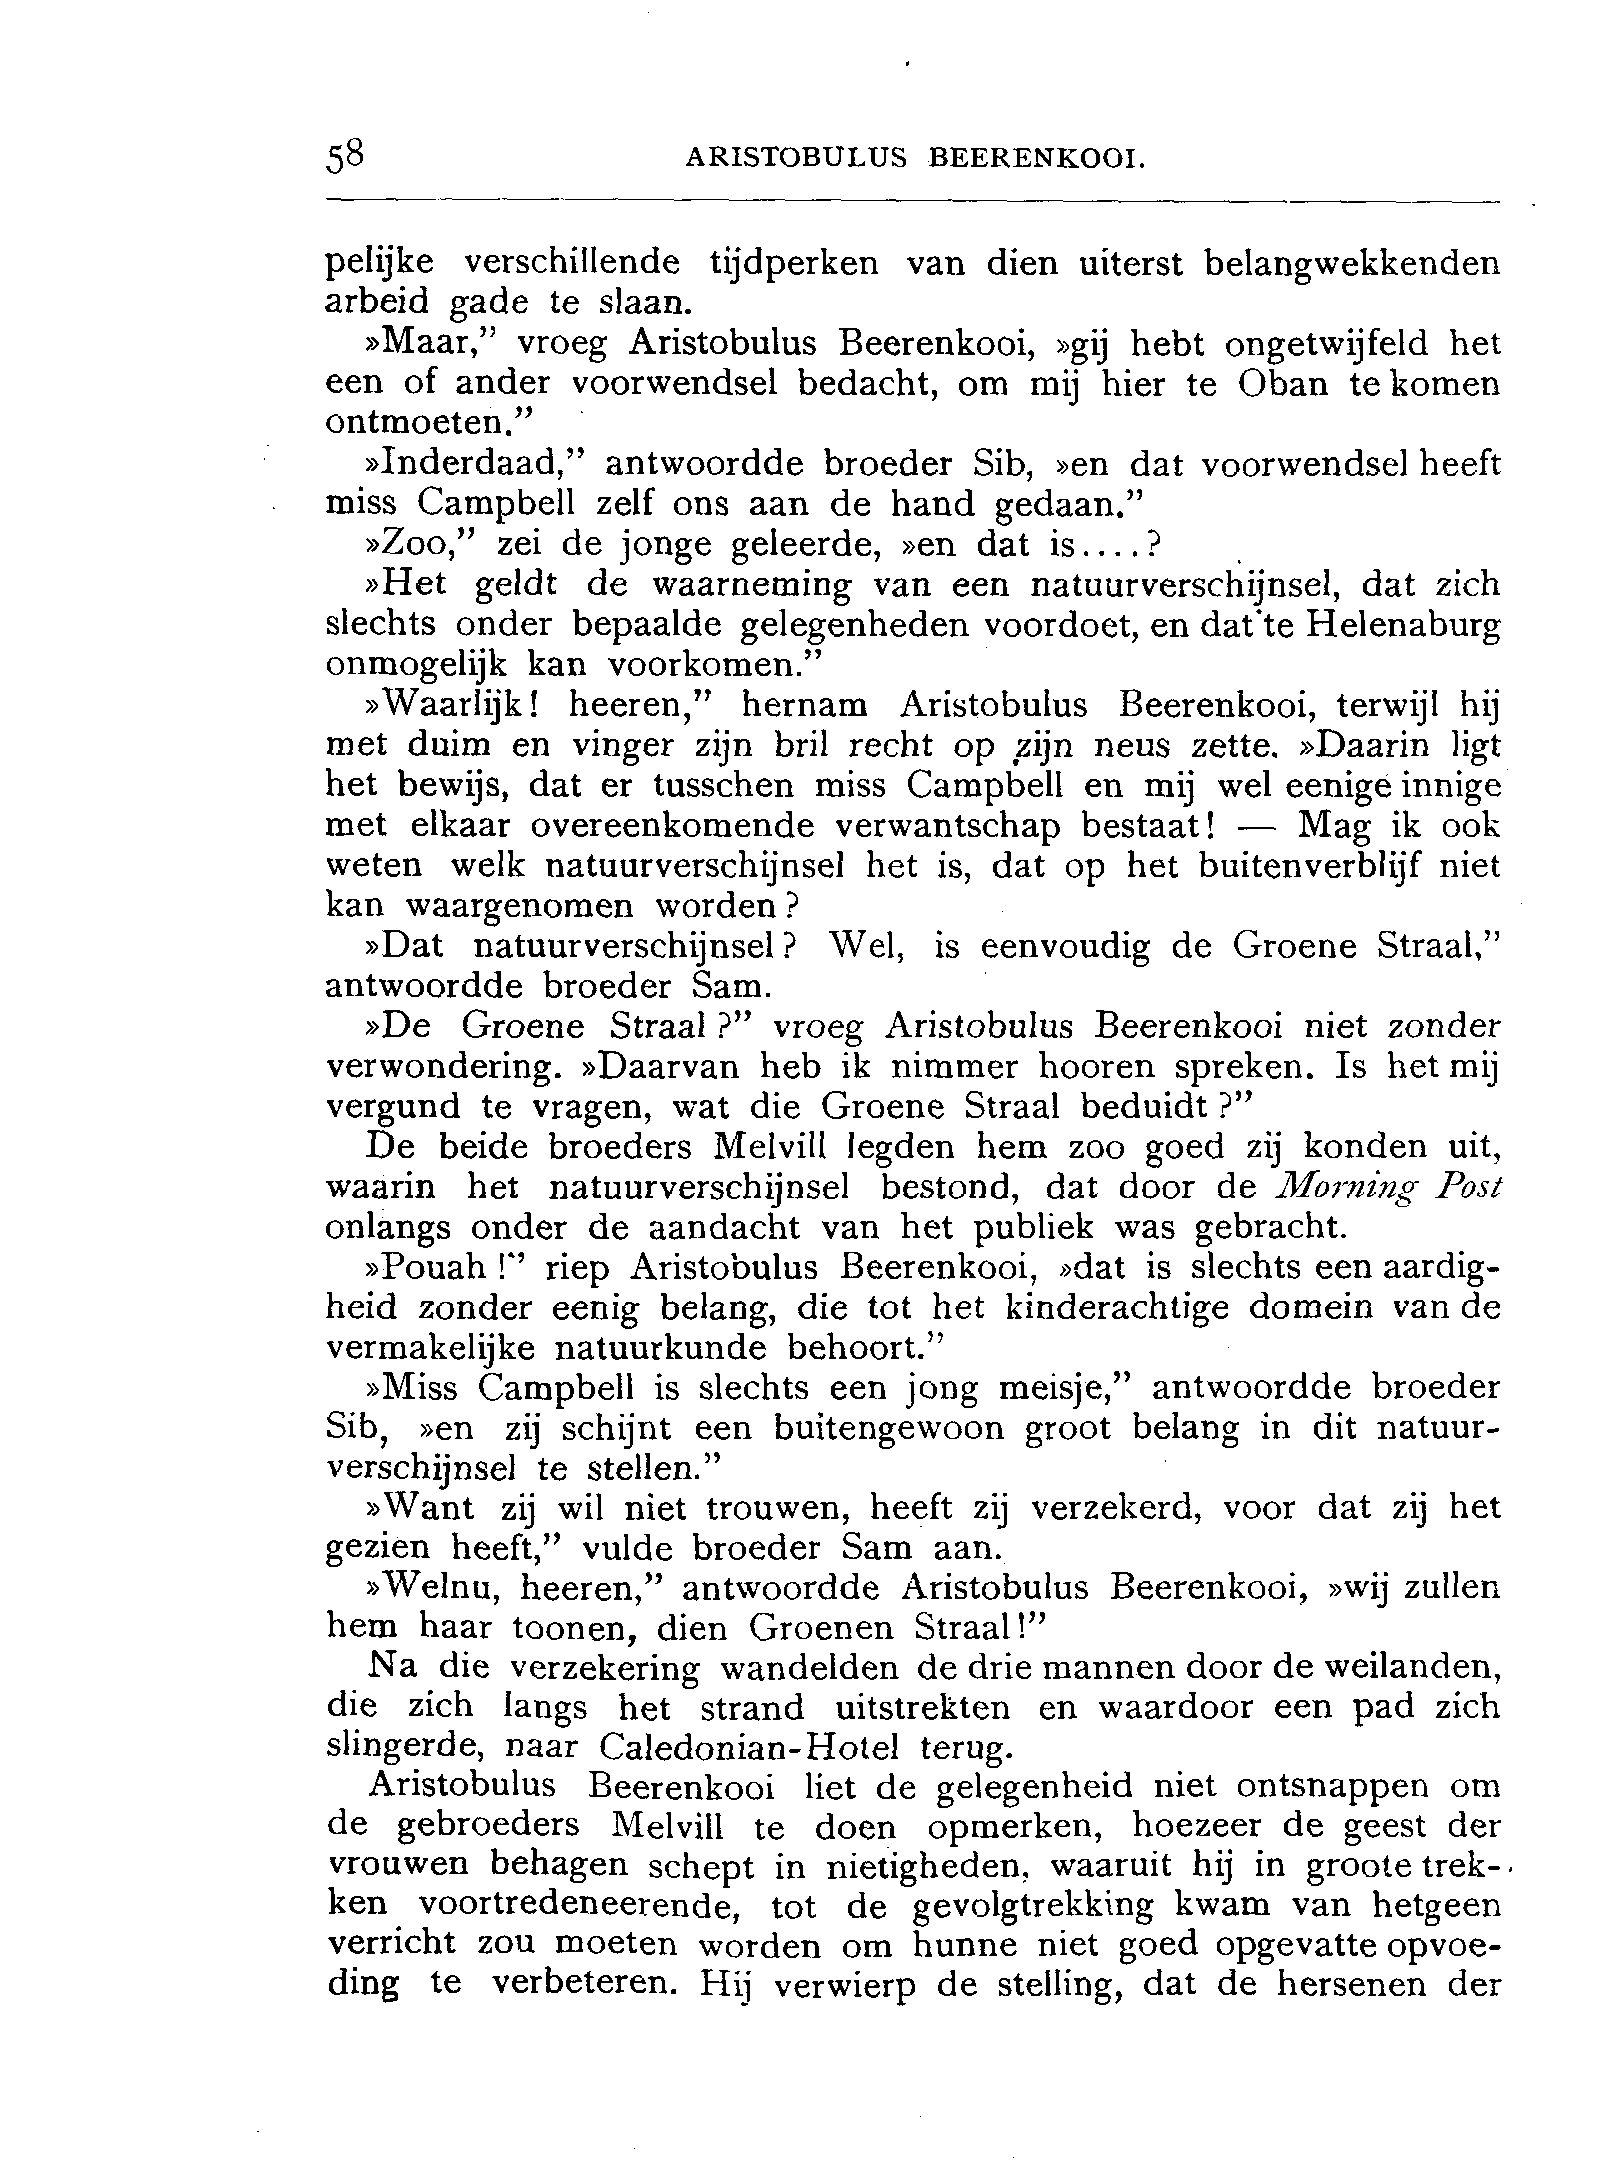 58 ARISTOBULUS BEERENKOOI.
pelijke verschillende tijdperken van dien uiterst belangwekkenden
arbeid gade te slaan.
»Maar,” vroeg Aristobulus Beerenkooi, »gij hebt ongetwijfeld het
een of ander voorwendsel bedacht, om mij hier te Oban te komen
ontmoeten.”
»Inderdaad,” antwoordde broeder Sib, »en dat voorwendsel heeft
miss Campbell zelf ons aan de hand gedaan.”
»Zoo,” zei de jonge geleerde, »en dat is....?
»Het geldt de waarneming van een natuurverschijnsel, dat zich
slechts onder bepaalde gelegenheden voordoet, en dat te Helenaburg
onmogelijk kan voorkomen.”
»Waarlijk! heeren,” hernam Aristobulus Beerenkooi, terwijl hij
met duim en vinger zijn bril recht op zijn neus zette. »Daarin ligt
het bewijs, dat er tusschen miss Campbell en mij wel eenige innige
met elkaar overeenkomende verwantschap bestaat! — Mag ik ook
weten welk natuurverschijnsel het is, dat op het buitenverblijf niet
kan waargenomen worden?
»Dat natuurverschijnsel? Wel, is eenvoudig de Groene Straal,”
antwoordde broeder Sam.
»De Groene Straal?” vroeg Aristobulus Beerenkooi niet zonder
verwondering. »Daarvan heb ik nimmer hooren spreken. Is het mij
vergund te vragen, wat die Groene Straal beduidt?”
De beide broeders Melvill legden hem zoo goed zij konden uit,
waarin het natuurverschijnsel bestond, dat door de Morning Post
onlangs onder de aandacht van het publiek was gebracht.
»Pouah!” riep Aristobulus Beerenkooi, »dat is slechts een aardig-
heid zonder eenig belang, die tot het kinderachtige domein van de
vermakelijke natuurkunde behoort.”
»Miss Campbell is slechts een jong meisje,” antwoordde broeder
Sib, »en zij schijnt een buitengewoon groot belang in dit natuur-
verschijnsel te stellen.”
»Want zij wil niet trouwen, heeft zij verzekerd, voor dat zij het
gezien heeft,” vulde broeder Sam aan.
»Welnu, heeren,” antwoordde Aristobulus Beerenkooi, »wij zullen
hem haar toonen, dien Groenen Straal!”
Na die verzekering wandelden de drie mannen door de weilanden,
die zich langs het strand uitstrekten en waardoor een pad zich
slingerde, naar Caledonian-Hotel terug.
Aristobulus Beerenkooi liet de gelegenheid niet ontsnappen om
de gebroeders Melvill te doen opmerken, hoezeer de geest der
vrouwen behagen schept in nietigheden, waaruit hij in groote trek-
ken voortredeneerende, tot de gevolgtrekking kwam van hetgeen
verricht zou moeten worden om hunne niet goed opgevatte opvoe-
ding te verbeteren. Hij verwierp de stelling, dat de hersenen der